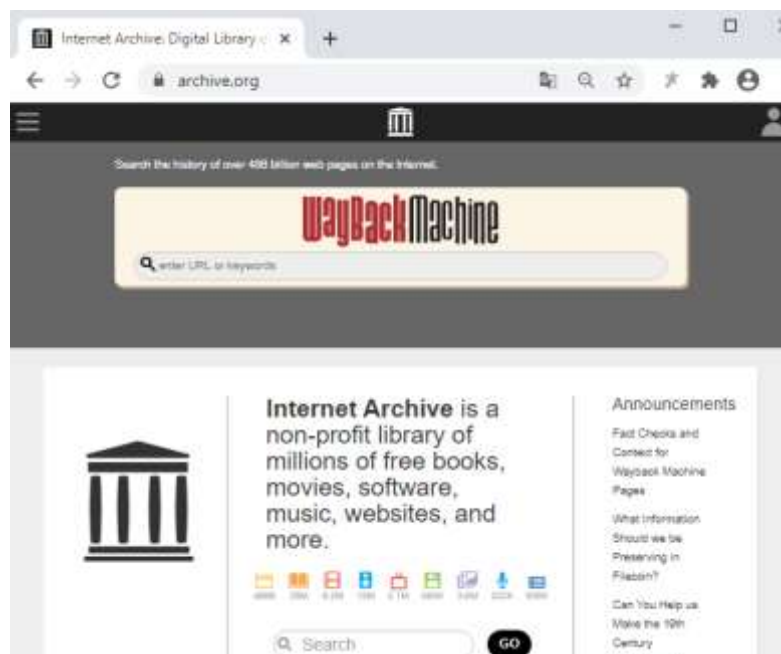 Internet Archive: Digital Library
archive.org
Search the history of over 486 billion web pages on the Internet.
WayBackMachine
enter URL or keywords
Internet Archive is a
non-profit library of
millions of free books,
movies, software,
music, websites, and
more.
Search
GO
Announcements
Fact Checks and
Context for
Wayback Machine
Pages
What Information
Should we be
Preserving in
Filecoin?
Can You Help us
Make the 19th
Century